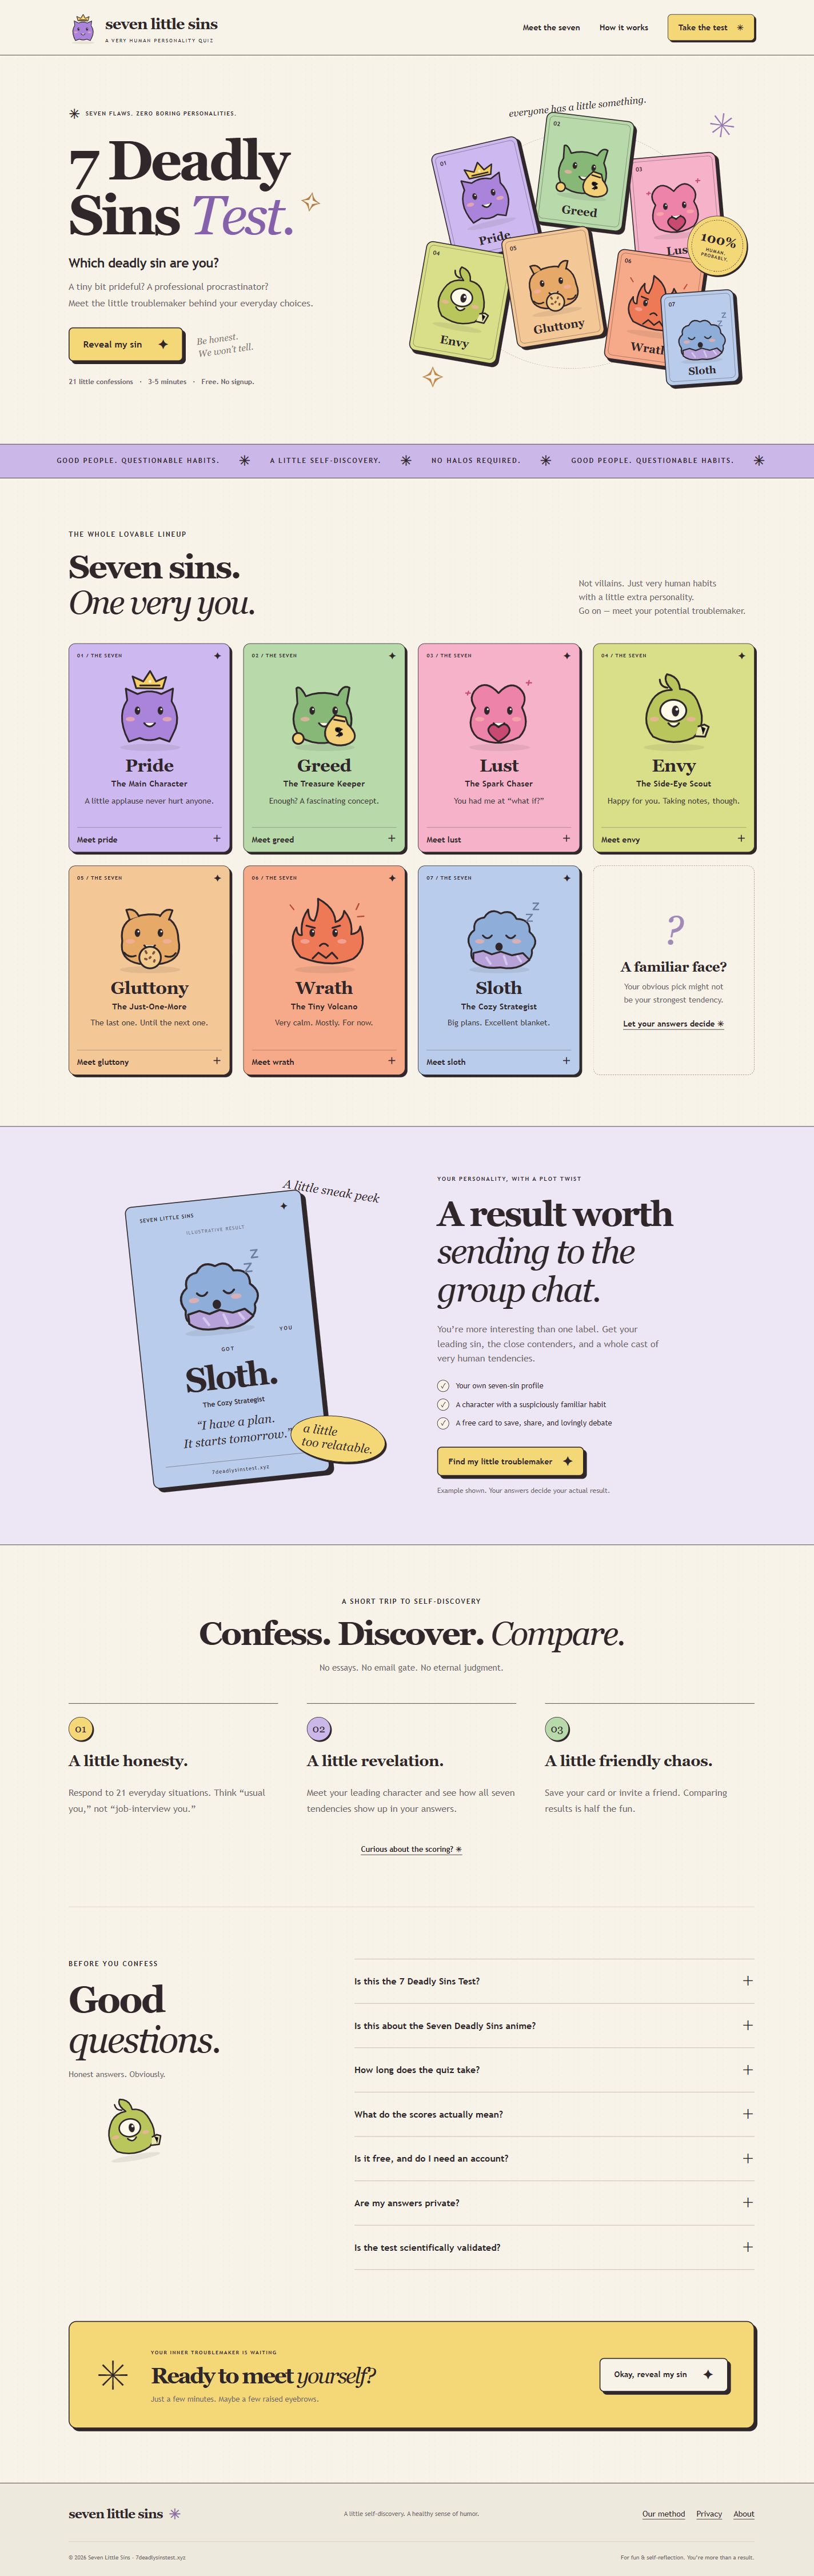 seven little sins
A VERY HUMAN PERSONALITY QUIZ
Meet the seven
How it works
Take the test
SEVEN FLAWS. ZERO BORING PERSONALITIES.
7 Deadly
Sins Test.
Which deadly sin are you?
A tiny bit prideful? A professional procrastinator?
Meet the little troublemaker behind your everyday choices.
Reveal my sin
Be honest.
We won't tell.
21 little confessions · 3-5 minutes · Free. No signup.
everyone has a little something.
01
Pride
02
Greed
03
Lus
100%
HUMAN.
PROBABLY.
04
Envy
05
Gluttony
06
Wrath
07
Z
Z
Sloth
GOOD PEOPLE. QUESTIONABLE HABITS.
A LITTLE SELF-DISCOVERY.
NO HALOS REQUIRED.
GOOD PEOPLE. QUESTIONABLE HABITS.
THE WHOLE LOVABLE LINEUP
Seven sins.
One very you.
Not villains. Just very human habits
with a little extra personality.
Go on — meet your potential troublemaker.
01 / THE SEVEN
Pride
The Main Character
A little applause never hurt anyone.
Meet pride
02 / THE SEVEN
Greed
The Treasure Keeper
Enough? A fascinating concept.
Meet greed
03 / THE SEVEN
Lust
The Spark Chaser
You had me at “what if?”
Meet lust
04 / THE SEVEN
Envy
The Side-Eye Scout
Happy for you. Taking notes, though.
Meet envy
05 / THE SEVEN
Gluttony
The Just-One-More
The last one. Until the next one.
Meet gluttony
06 / THE SEVEN
Wrath
The Tiny Volcano
Very calm. Mostly. For now.
Meet wrath
07 / THE SEVEN
Z
Z
Sloth
The Cozy Strategist
Big plans. Excellent blanket.
Meet sloth
?
A familiar face?
Your obvious pick might not
be your strongest tendency.
Let your answers decide
A little sneak peek
SEVEN LITTLE SINS
ILLUSTRATIVE RESULT
Z
Z
YOU
GOT
Sloth.
The Cozy Strategist
“I have a plan.
It starts tomorrow.”
7deadlysinstest.xyz
a little
too relatable.
YOUR PERSONALITY, WITH A PLOT TWIST
A result worth
sending to the
group chat.
You’re more interesting than one label. Get your
leading sin, the close contenders, and a whole cast of
very human tendencies.
Your own seven-sin profile
A character with a suspiciously familiar habit
A free card to save, share, and lovingly debate
Find my little troublemaker
Example shown. Your answers decide your actual result.
A SHORT TRIP TO SELF-DISCOVERY
Confess. Discover. Compare.
No essays. No email gate. No eternal judgment.
01
A little honesty.
Respond to 21 everyday situations. Think “usual
you,” not “job-interview you.”
02
A little revelation.
Meet your leading character and see how all seven
tendencies show up in your answers.
03
A little friendly chaos.
Save your card or invite a friend. Comparing
results is half the fun.
Curious about the scoring?
BEFORE YOU CONFESS
Good
questions.
Honest answers. Obviously.
Is this the 7 Deadly Sins Test?
Is this about the Seven Deadly Sins anime?
How long does the quiz take?
What do the scores actually mean?
Is it free, and do I need an account?
Are my answers private?
Is the test scientifically validated?
YOUR INNER TROUBLEMAKER IS WAITING
Ready to meet yourself?
Just a few minutes. Maybe a few raised eyebrows.
Okay, reveal my sin
seven little sins
A little self-discovery. A healthy sense of humor.
Our method
Privacy
About
© 2026 Seven Little Sins · 7deadlysinstest.xyz
For fun & self-reflection. You’re more than a result.